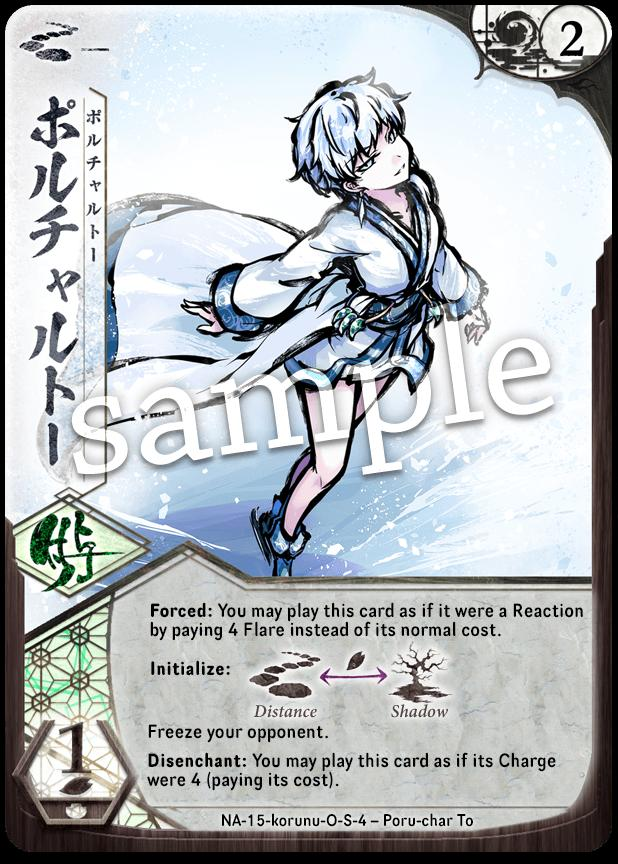 2
ポルチャルトー
ポルチャルトー
sample
Forced: You may play this card as if it were a Reaction
by paying 4 Flare instead of its normal cost.
Initialize:
Distance
Shadow
Freeze your opponent.
Disenchant: You may play this card as if its Charge
were 4 (paying its cost).
1
NA-15-korunu-O-S-4 – Poru-char To